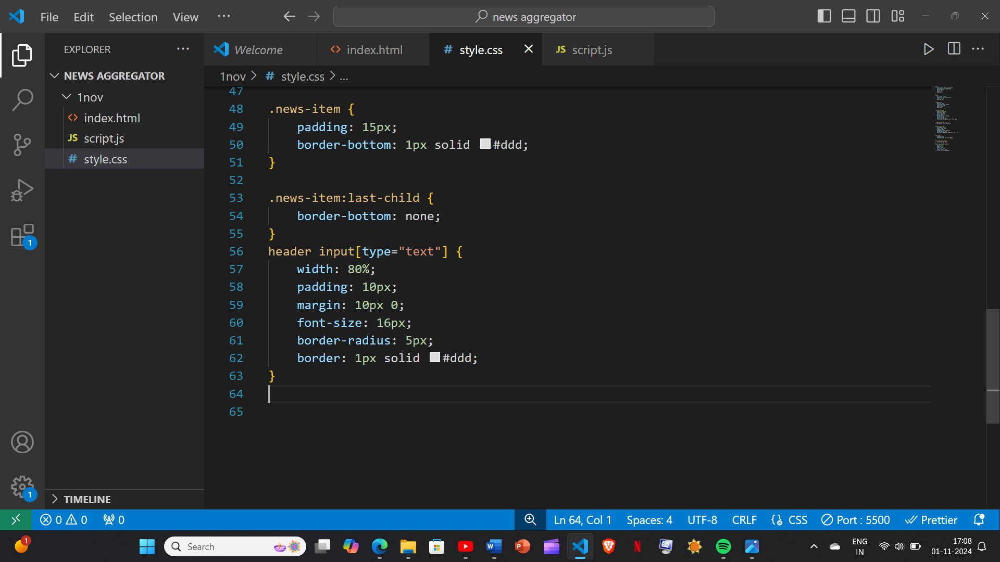 File Edit Selection View ··· news aggregator
EXPLORER ···
Welcome index.html style.css JS script.js
NEWS AGGREGATOR
1nov > # style.css > ...
1nov
index.html
JS script.js
# style.css
47
48 .news-item {
49 padding: 15px;
50 border-bottom: 1px solid #ddd;
51 }
52
53 .news-item:last-child {
54 border-bottom: none;
55 }
56 header input[type="text"] {
57 width: 80%;
58 padding: 10px;
59 margin: 10px 0;
60 font-size: 16px;
61 border-radius: 5px;
62 border: 1px solid #ddd;
63 }
64
65
1
1
TIMELINE
0 0 0 Ln 64, Col 1 Spaces: 4 UTF-8 CRLF {} CSS Port : 5500 Prettier
1 Search ENG IN 17:08 01-11-2024